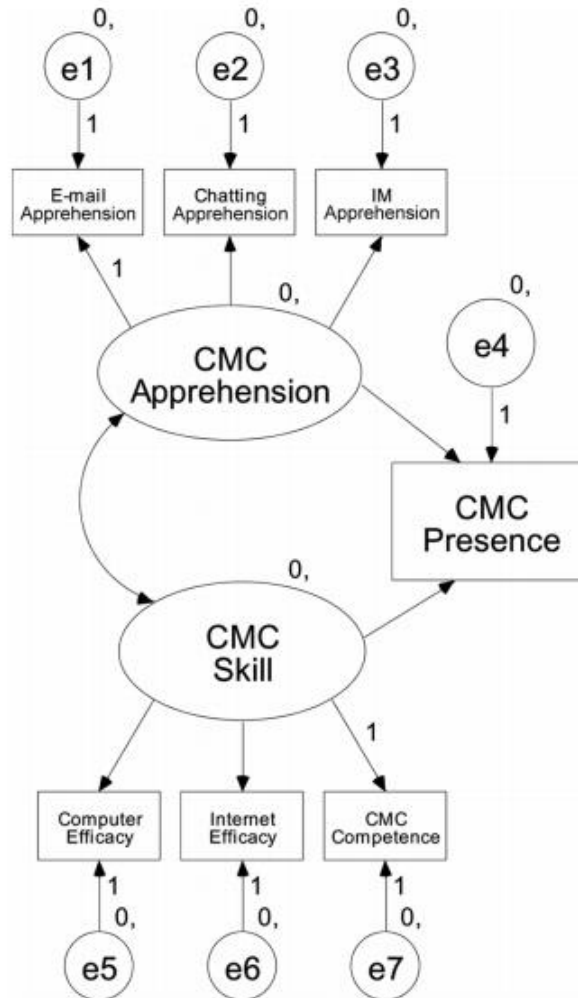 0, 0, 0,
e1 e2 e3
1 1 1
E-mail Apprehension
Chatting Apprehension
IM Apprehension
1
0,
CMC
Apprehension
0,
e4
1
CMC
Presence
0,
CMC
Skill
1
Computer Efficacy
Internet Efficacy
CMC Competence
1 1 1
0, 0, 0,
e5 e6 e7